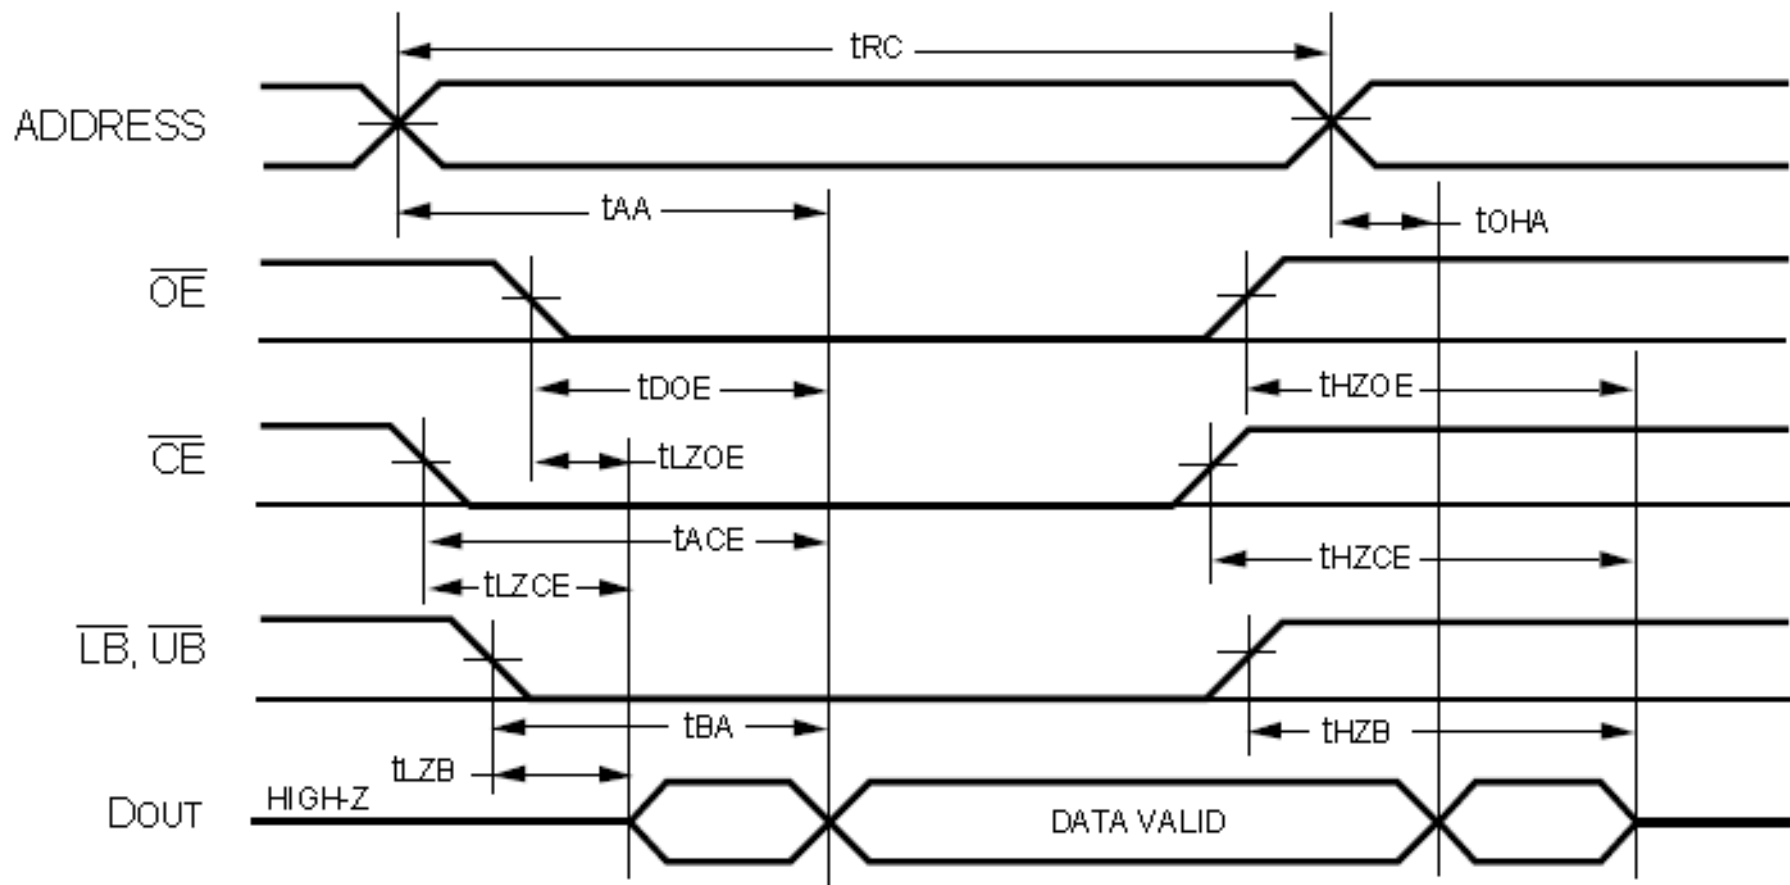 tRC
ADDRESS
tAA
tOHA
OE
tDOE
tHZOE
CE
tLZOE
tACE
tHZCE
tLZCE
LB, UB
tBA
tHZB
tLZB
HIGH-Z
DOUT
DATA VALID